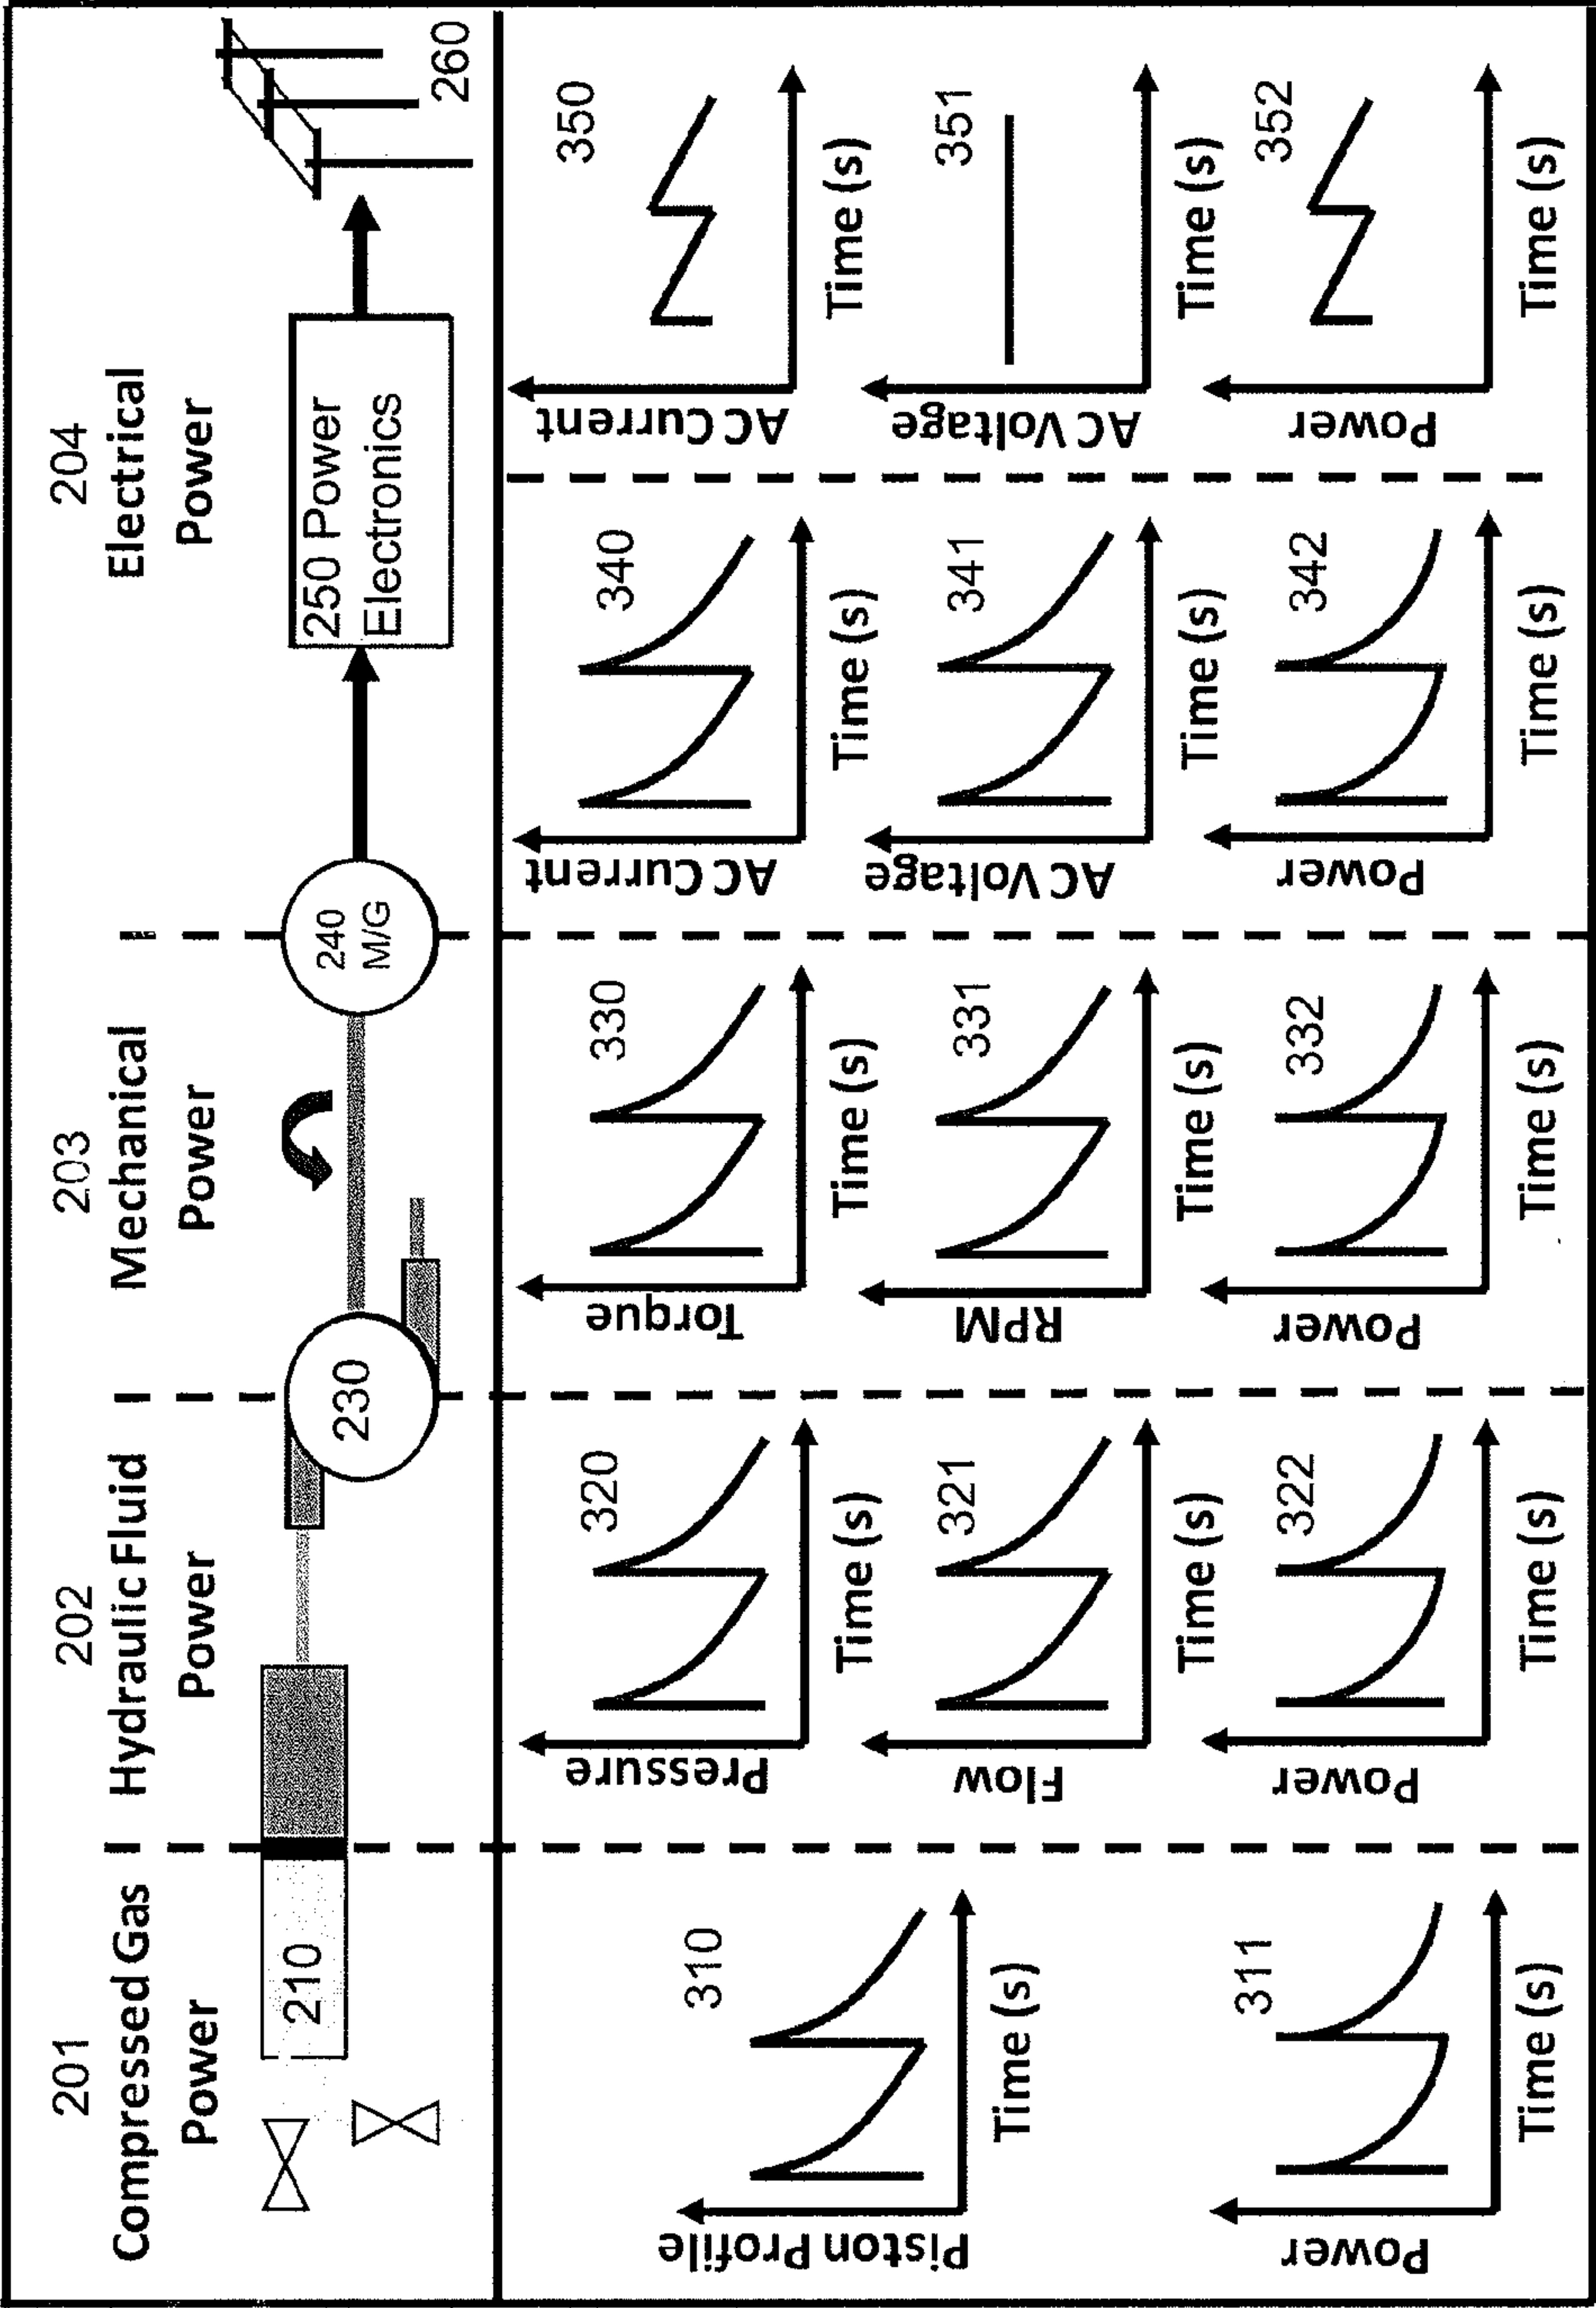 201
Compressed Gas
Power
202
Hydraulic Fluid
Power
203
Mechanical
Power
204
Electrical
Power
210
230
240
M/G
250 Power
Electronics
260
Piston Profile
310
Time (s)
Power
311
Time (s)
Pressure
320
Time (s)
Flow
321
Time (s)
Power
322
Time (s)
Torque
330
Time (s)
RPM
331
Time (s)
Power
332
Time (s)
AC Current
340
Time (s)
AC Voltage
341
Time (s)
Power
342
Time (s)
AC Current
350
Time (s)
AC Voltage
351
Time (s)
Power
352
Time (s)